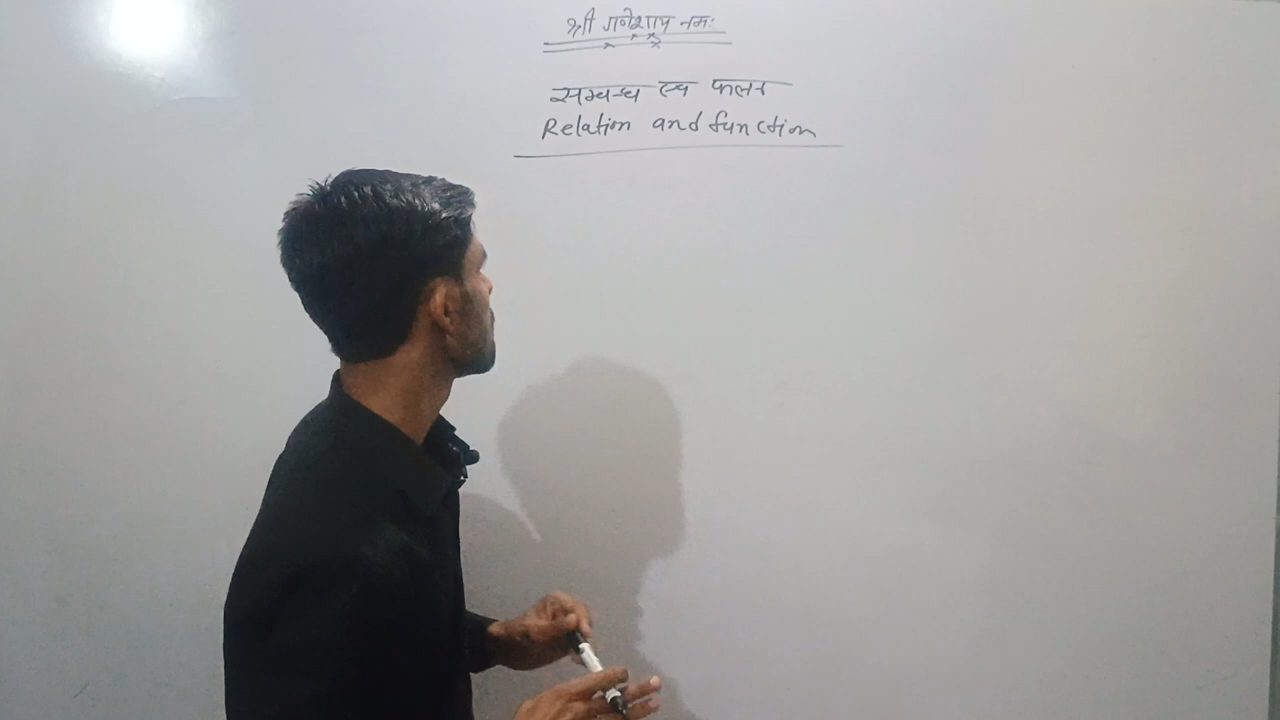 श्री गणेशाय नमः
सम्बन्ध एवं फलन
Relation and function